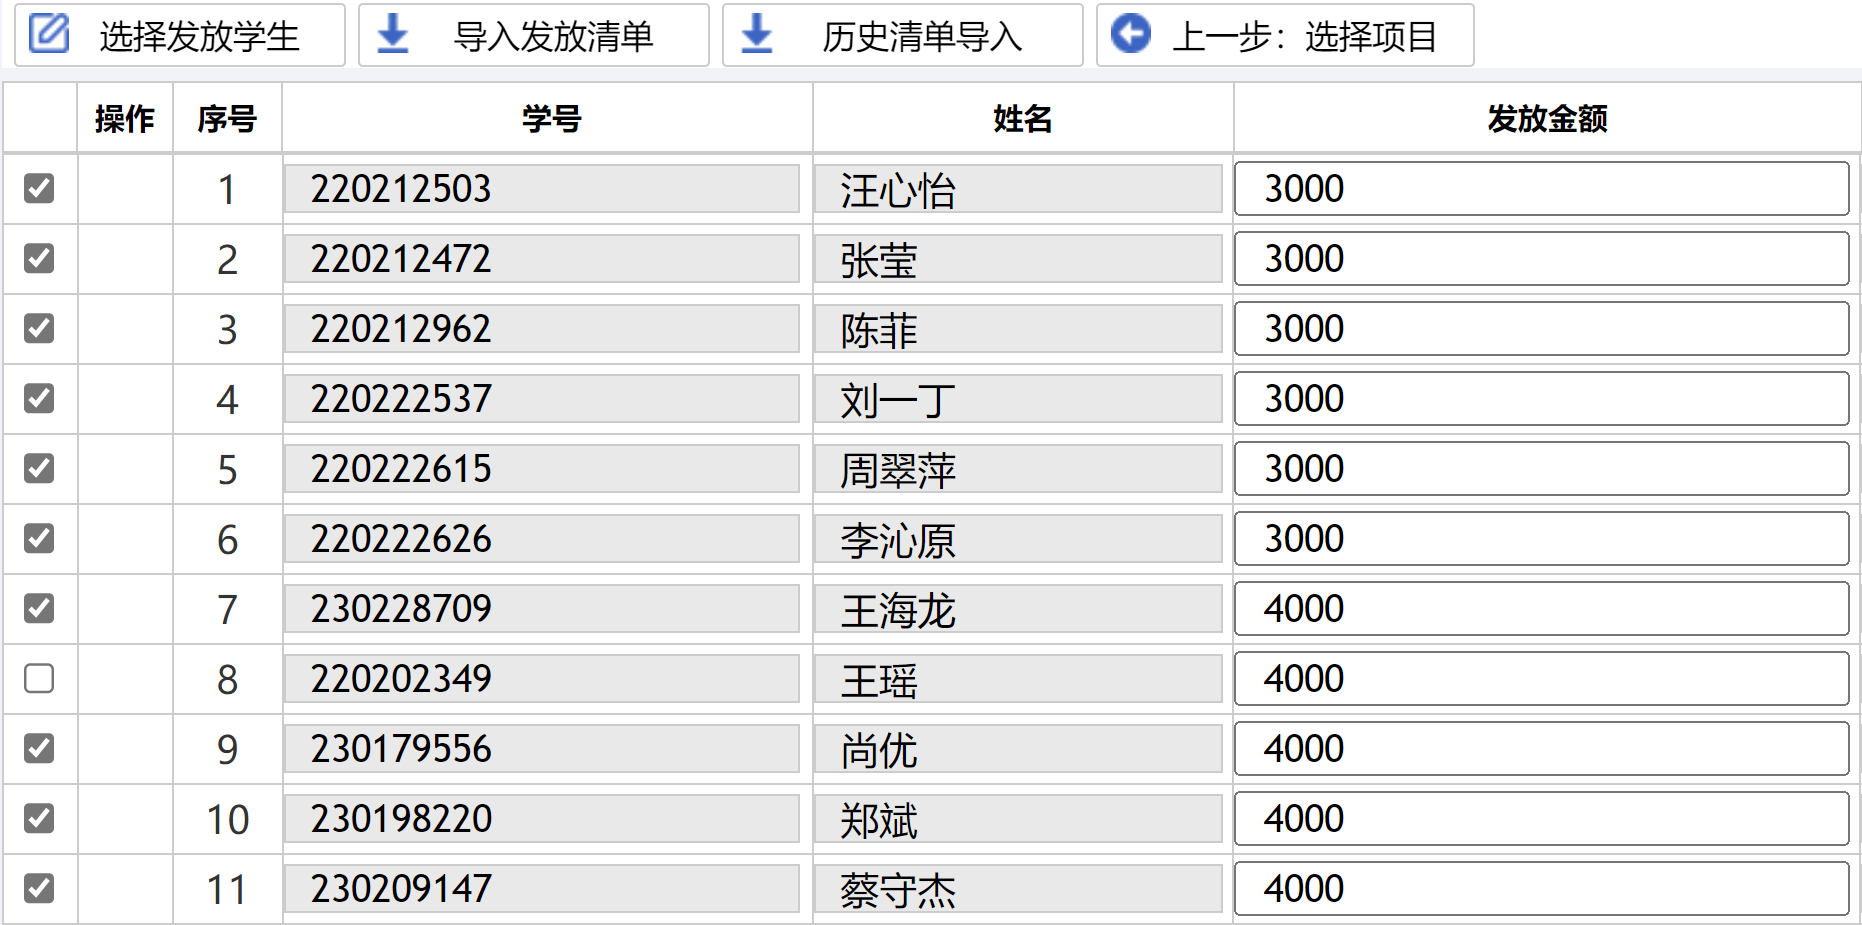 选择发放学生 导入发放清单 历史清单导入 上一步：选择项目
操作 序号 学号 姓名 发放金额
1 220212503 汪心怡 3000
2 220212472 张莹 3000
3 220212962 陈菲 3000
4 220222537 刘一丁 3000
5 220222615 周翠萍 3000
6 220222626 李沁原 3000
7 230228709 王海龙 4000
8 220202349 王瑶 4000
9 230179556 尚优 4000
10 230198220 郑斌 4000
11 230209147 蔡守杰 4000